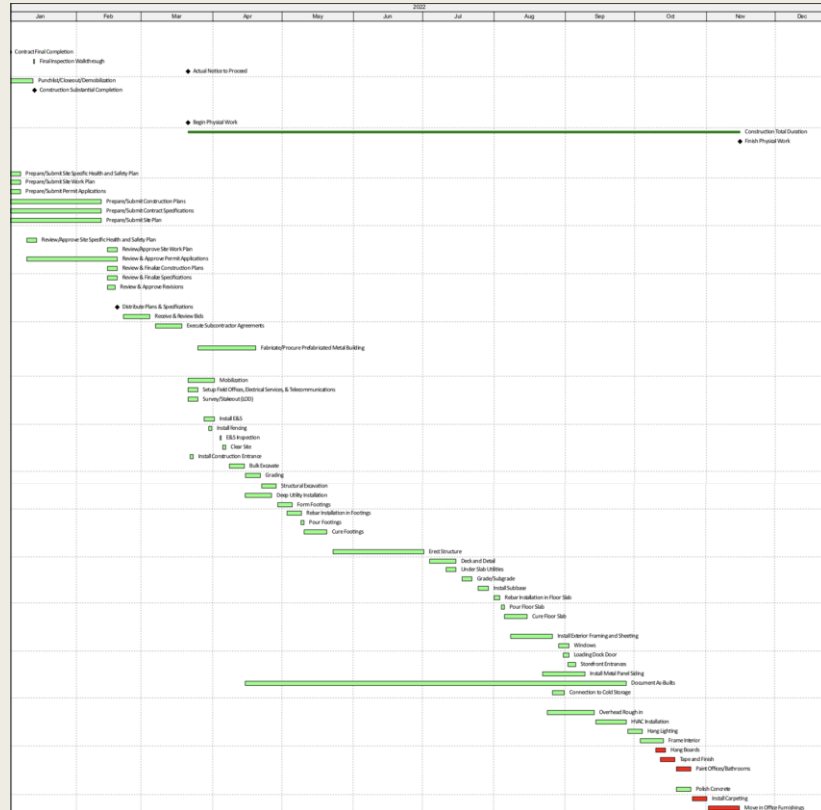 2022
Jan Feb Mar Apr May Jun Jul Aug Sep Oct Nov Dec
Contract Final Completion
Final Inspection Walkthrough
Actual Notice to Proceed
Punchlist/Closeout/Demobilization
Construction Substantial Completion
Begin Physical Work
Construction Total Duration
Finish Physical Work
Prepare/Submit Site Specific Health and Safety Plan
Prepare/Submit Site Work Plan
Prepare/Submit Permit Applications
Prepare/Submit Construction Plans
Prepare/Submit Contract Specifications
Prepare/Submit Site Plan
Review/Approve Site Specific Health and Safety Plan
Review/Approve Site Work Plan
Review & Approve Permit Applications
Review & Finalize Construction Plans
Review & Finalize Specifications
Review & Approve Revisions
Distribute Plans & Specifications
Receive & Review Bids
Execute Subcontractor Agreements
Fabricate/Procure Prefabricated Metal Building
Mobilization
Setup Field Offices, Electrical Services, & Telecommunications
Survey/Stakeout (LOD)
Install E&S
Install Fencing
E&S Inspection
Clear Site
Install Construction Entrance
Bulk Excavate
Grading
Structural Excavation
Deep Utility Installation
Form Footings
Rebar Installation in Footings
Pour Footings
Cure Footings
Erect Structure
Deck and Detail
Under Slab Utilities
Grade/Subgrade
Install Subbase
Rebar Installation in Floor Slab
Pour Floor Slab
Cure Floor Slab
Install Exterior Framing and Sheeting
Windows
Loading Dock Door
Storefront Entrances
Install Metal Panel Siding
Document As-Builts
Connection to Cold Storage
Overhead Rough in
HVAC Installation
Hang Lighting
Frame Interior
Hang Boards
Tape and Finish
Paint Offices/Bathrooms
Polish Concrete
Install Carpeting
Move in Office Furnishings